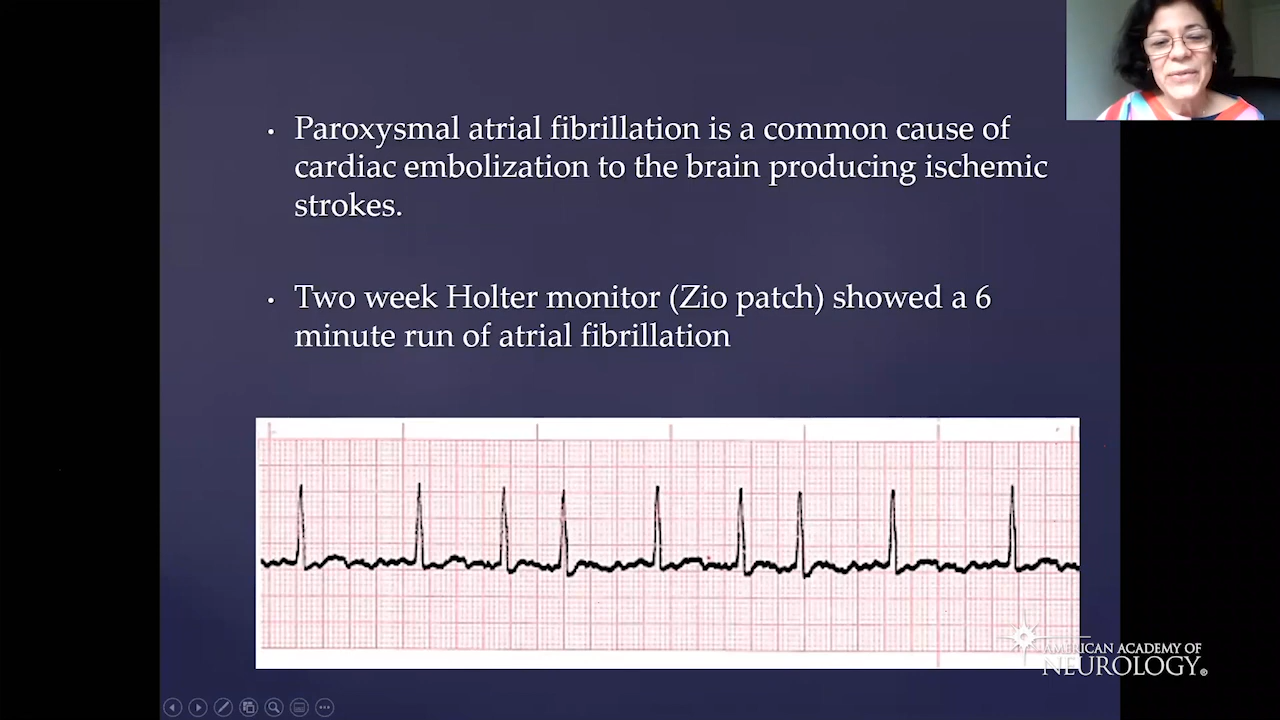 • Paroxysmal atrial fibrillation is a common cause of
cardiac embolization to the brain producing ischemic
strokes.
• Two week Holter monitor (Zio patch) showed a 6
minute run of atrial fibrillation
AMERICAN ACADEMY OF
NEUROLOGY®